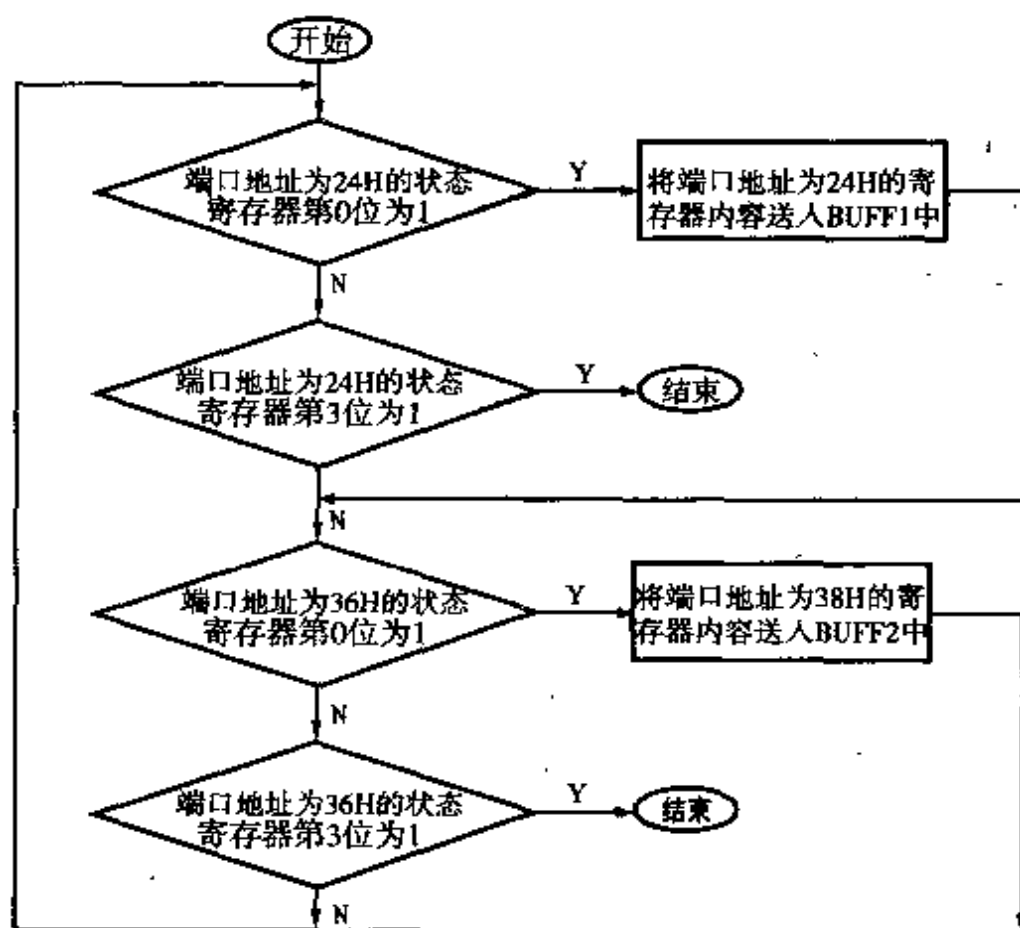 开始
端口地址为24H的状态
寄存器第0位为1
Y
将端口地址为24H的寄
存器内容送人BUFF1中
N
端口地址为24H的状态
寄存器第3位为1
Y
结束
N
端口地址为36H的状态
寄存器第0位为1
Y
将端口地址为38H的寄
存器内容送人BUFF2中
N
端口地址为36H的状态
寄存器第3位为1
Y
结束
N